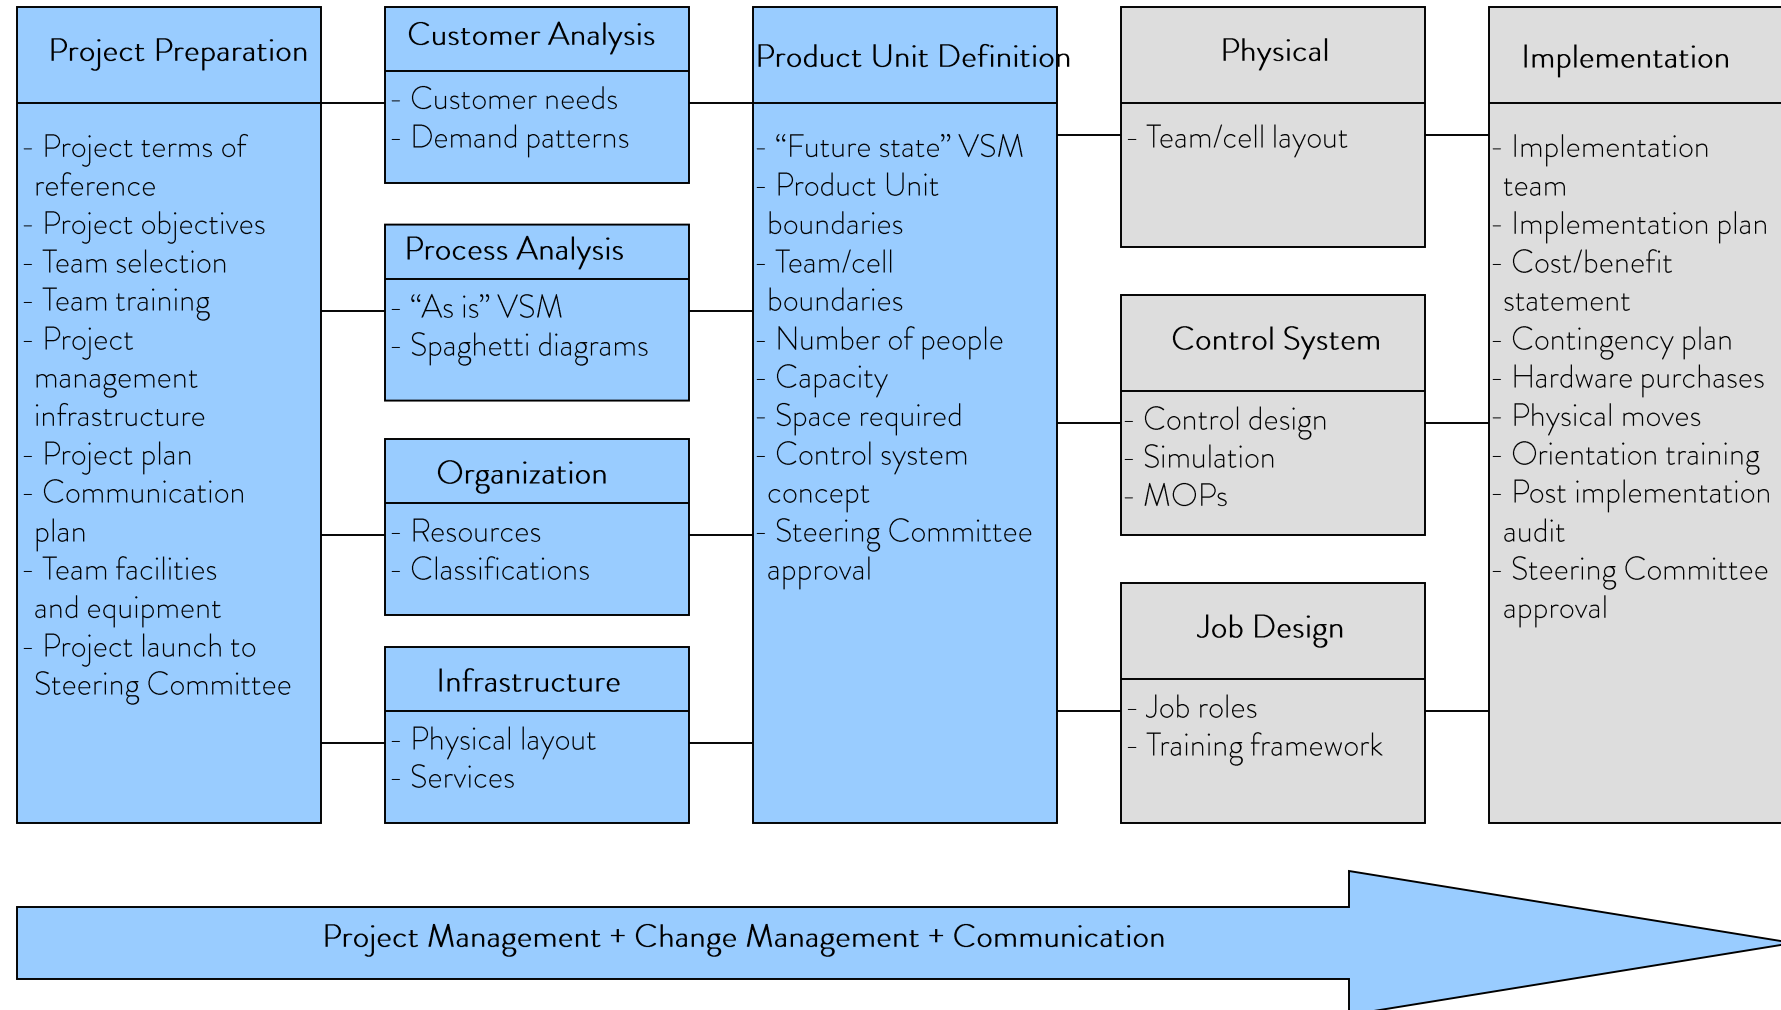 Project Preparation
- Project terms of
reference
- Project objectives
- Team selection
- Team training
- Project
management
infrastructure
- Project plan
- Communication
plan
- Team facilities
and equipment
- Project launch to
Steering Committee
Customer Analysis
- Customer needs
- Demand patterns
Process Analysis
- “As is” VSM
- Spaghetti diagrams
Organization
- Resources
- Classifications
Infrastructure
- Physical layout
- Services
Product Unit Definition
- “Future state” VSM
- Product Unit
boundaries
- Team/cell
boundaries
- Number of people
- Capacity
- Space required
- Control system
concept
- Steering Committee
approval
Physical
- Team/cell layout
Control System
- Control design
- Simulation
- MOPs
Job Design
- Job roles
- Training framework
Implementation
- Implementation
team
- Implementation plan
- Cost/benefit
statement
- Contingency plan
- Hardware purchases
- Physical moves
- Orientation training
- Post implementation
audit
- Steering Committee
approval
Project Management + Change Management + Communication